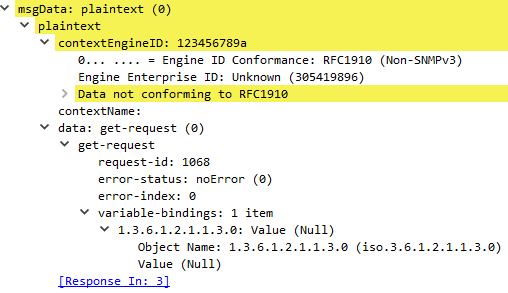 msgData: plaintext (0)
plaintext
contextEngineID: 123456789a
0... .... = Engine ID Conformance: RFC1910 (Non-SNMPv3)
Engine Enterprise ID: Unknown (305419896)
Data not conforming to RFC1910
contextName:
data: get-request (0)
get-request
request-id: 1068
error-status: noError (0)
error-index: 0
variable-bindings: 1 item
1.3.6.1.2.1.1.3.0: Value (Null)
Object Name: 1.3.6.1.2.1.1.3.0 (iso.3.6.1.2.1.1.3.0)
Value (Null)
[Response In: 3]